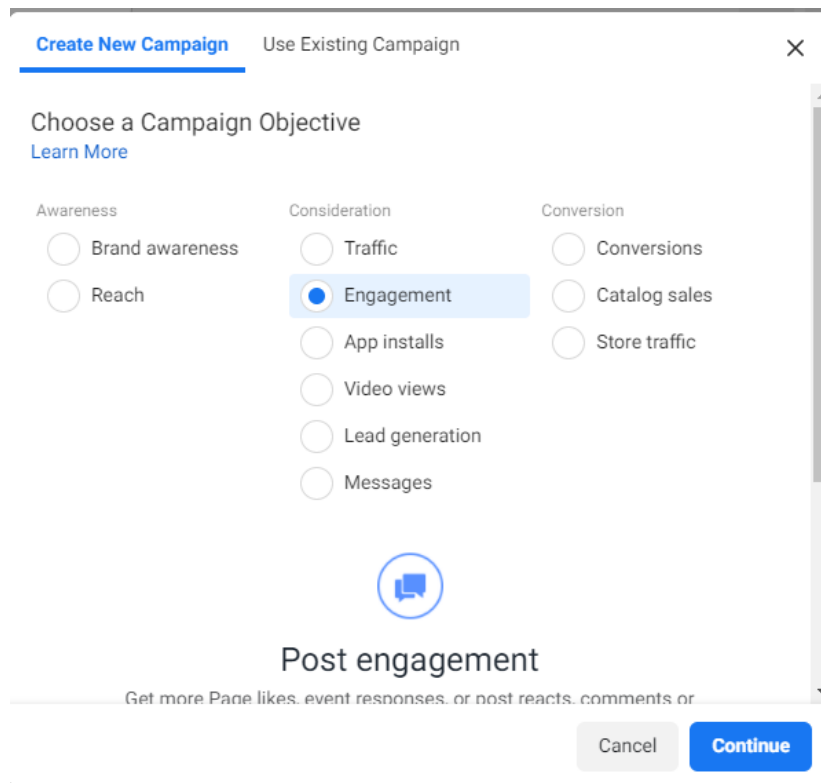 Create New Campaign Use Existing Campaign
Choose a Campaign Objective
Learn More
Awareness Consideration Conversion
Brand awareness Traffic Conversions
Reach Engagement Catalog sales
App installs Store traffic
Video views
Lead generation
Messages
Post engagement
Get more Page likes, event responses, or post reacts, comments or
Cancel Continue